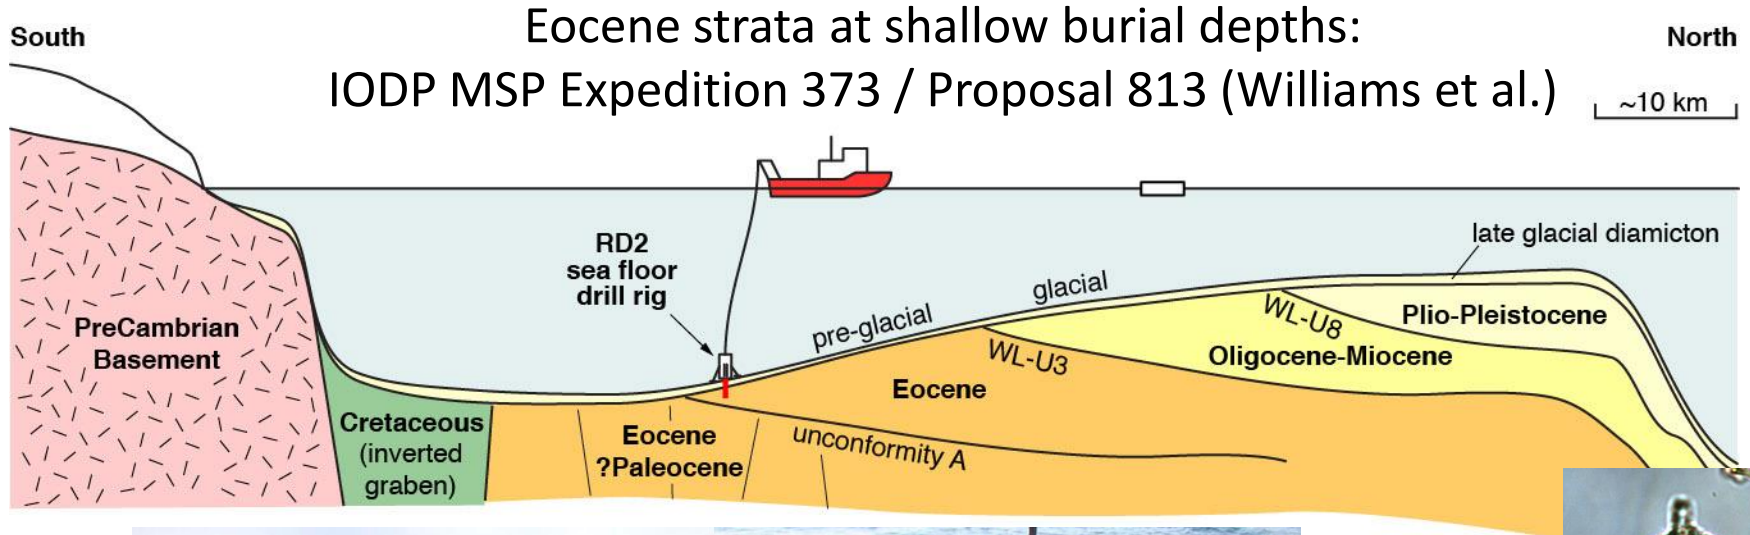 Eocene strata at shallow burial depths:
IODP MSP Expedition 373 / Proposal 813 (Williams et al.)
South
North
~10 km
RD2
sea floor
drill rig
late glacial diamicton
glacial
pre-glacial
PreCambrian
Basement
WL-U3
WL-U8
Plio-Pleistocene
Oligocene-Miocene
Eocene
Cretaceous
(inverted
graben)
Eocene
?Paleocene
unconformity A